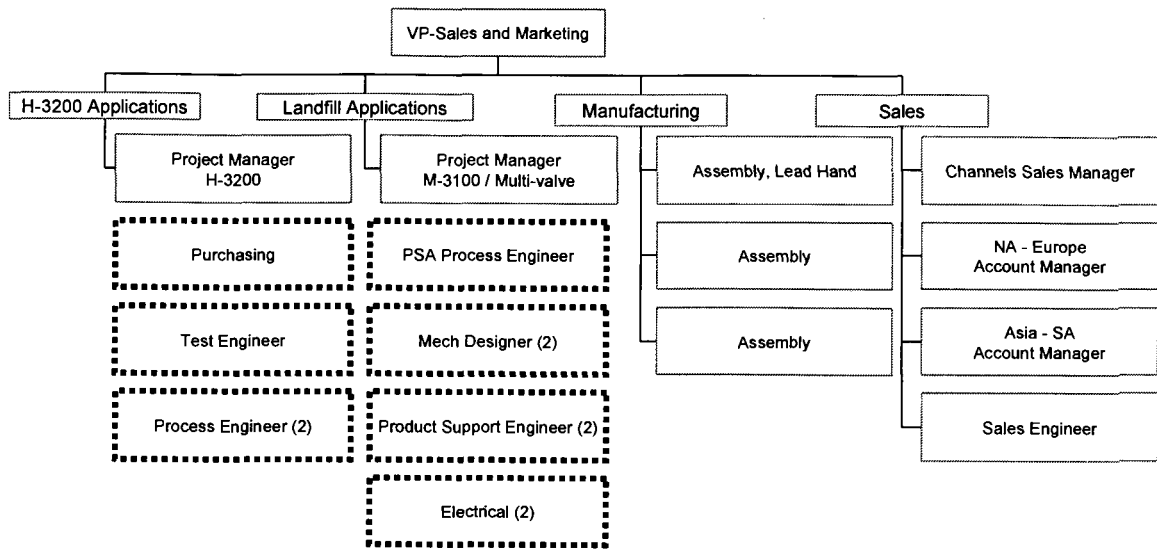 VP-Sales and Marketing
H-3200 Applications
Landfill Applications
Manufacturing
Sales
Project Manager
H-3200
Project Manager
M-3100 / Multi-valve
Assembly, Lead Hand
Channels Sales Manager
Purchasing
PSA Process Engineer
Assembly
NA - Europe
Account Manager
Test Engineer
Mech Designer (2)
Assembly
Asia - SA
Account Manager
Process Engineer (2)
Product Support Engineer (2)
Sales Engineer
Electrical (2)